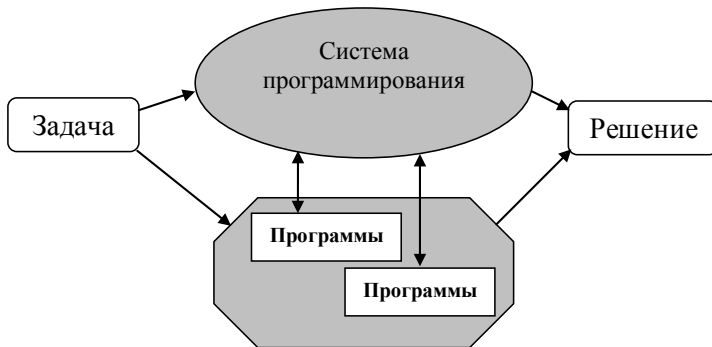 Система
программирования
Задача
Решение
Программы
Программы